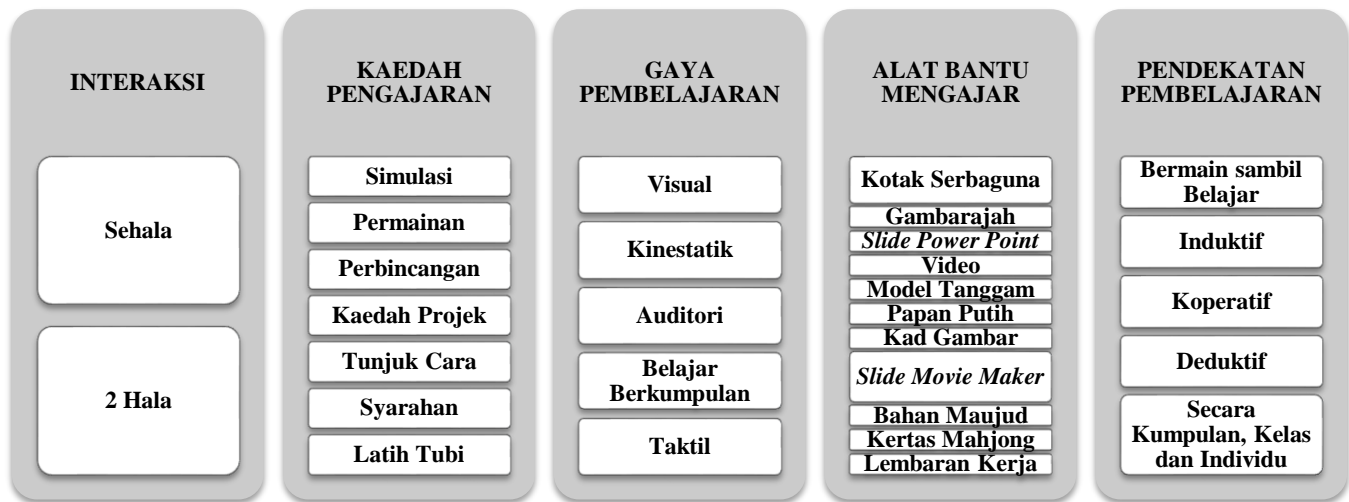 INTERAKSI
Sehala
2 Hala
KAEDAH
PENGAJARAN
Simulasi
Permainan
Perbincangan
Kaedah Projek
Tunjuk Cara
Syarahan
Latih Tubi
GAYA
PEMBELAJARAN
Visual
Kinestatik
Auditori
Belajar
Berkumpulan
Taktil
ALAT BANTU
MENGAJAR
Kotak Serbaguna
Gambarajah
Slide Power Point
Video
Model Tanggam
Papan Putih
Kad Gambar
Slide Movie Maker
Bahan Maujud
Kertas Mahjong
Lembaran Kerja
PENDEKATAN
PEMBELAJARAN
Bermain sambil
Belajar
Induktif
Koperatif
Deduktif
Secara
Kumpulan, Kelas
dan Individu